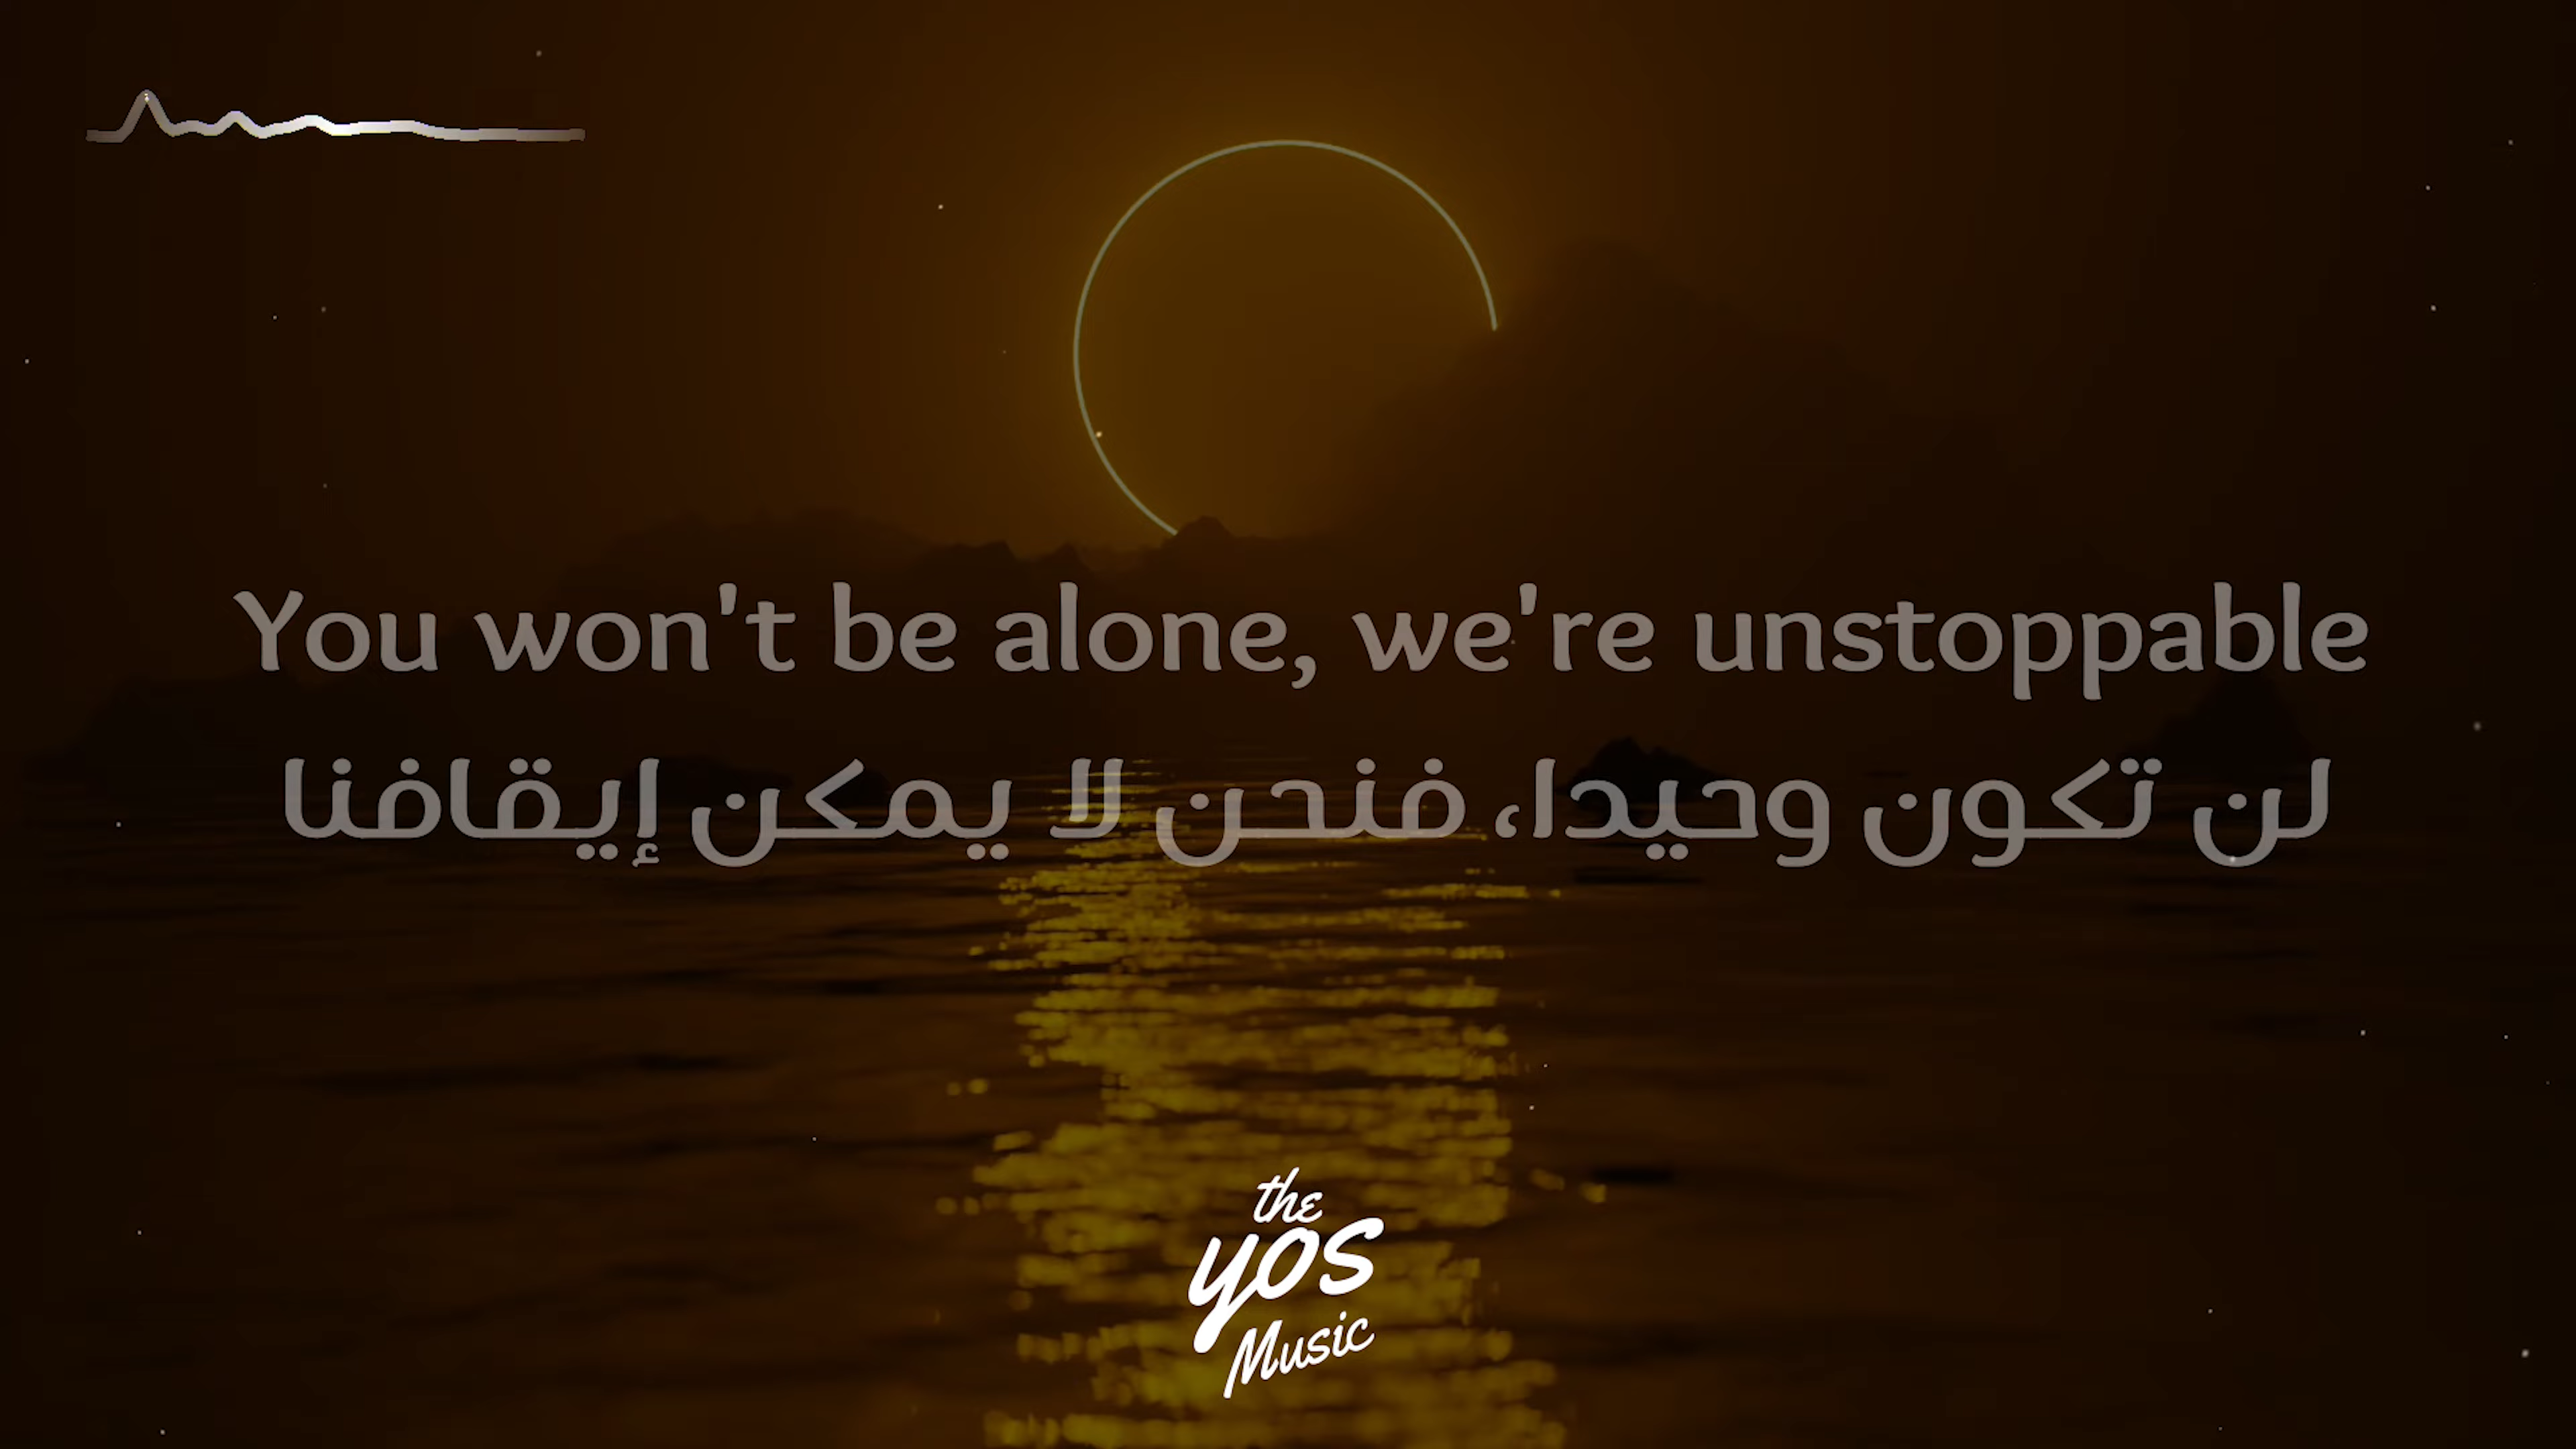 You won't be alone, we're unstoppable
لن تكون وحيدا، فنحن لا يمكن إيقافنا
the
yos
Music